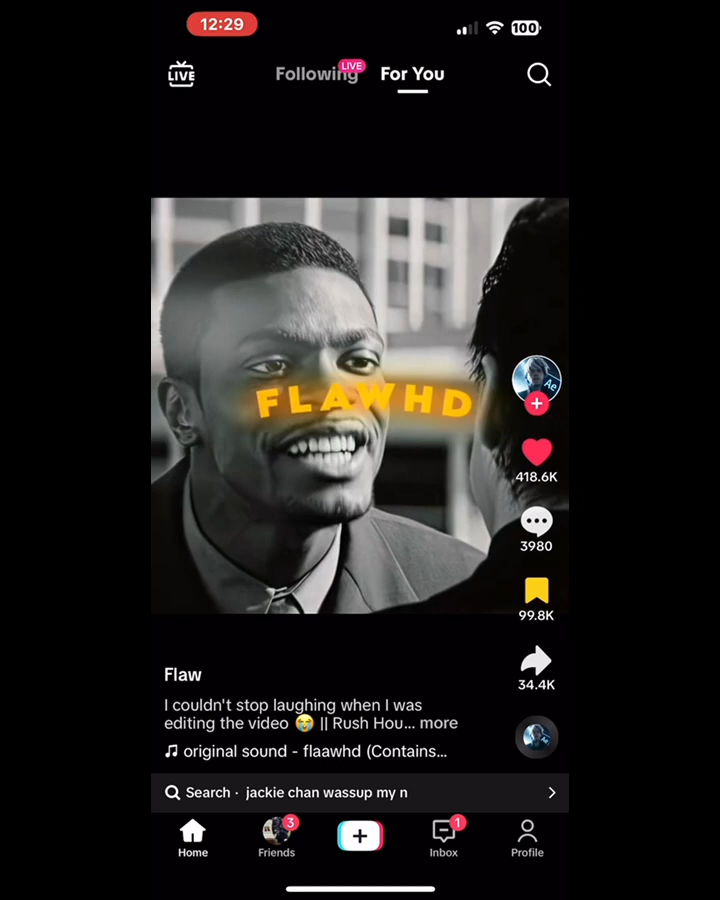 12:29
100
LIVE
Following
LIVE
For You
FLAWHD
Ae
418.6K
3980
99.8K
34.4K
Flaw
I couldn't stop laughing when I was
editing the video 😭 || Rush Hou... more
original sound - flaawhd (Contains...
Search · jackie chan wassup my n
3
1
Home
Friends
Inbox
Profile